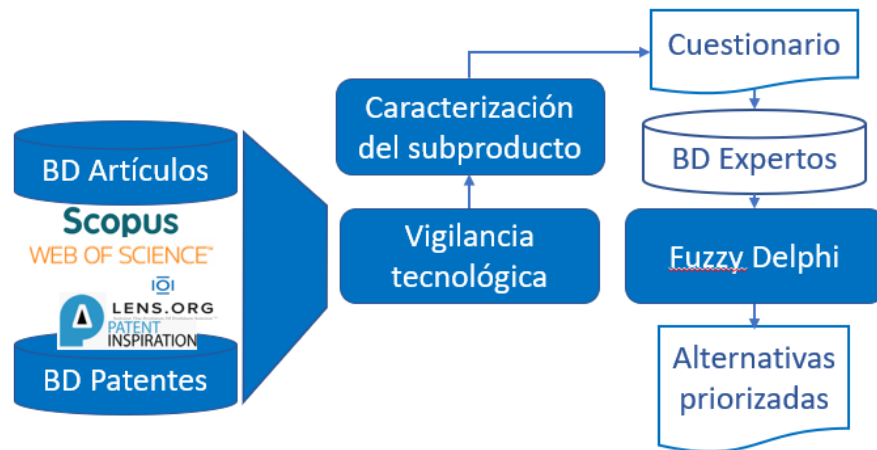 BD Artículos
Scopus
WEB OF SCIENCE™
LENS.ORG
PATENT
INSPIRATION
BD Patentes
Vigilancia
tecnológica
Caracterización
del subproducto
Cuestionario
BD Expertos
Fuzzy Delphi
Alternativas
priorizadas